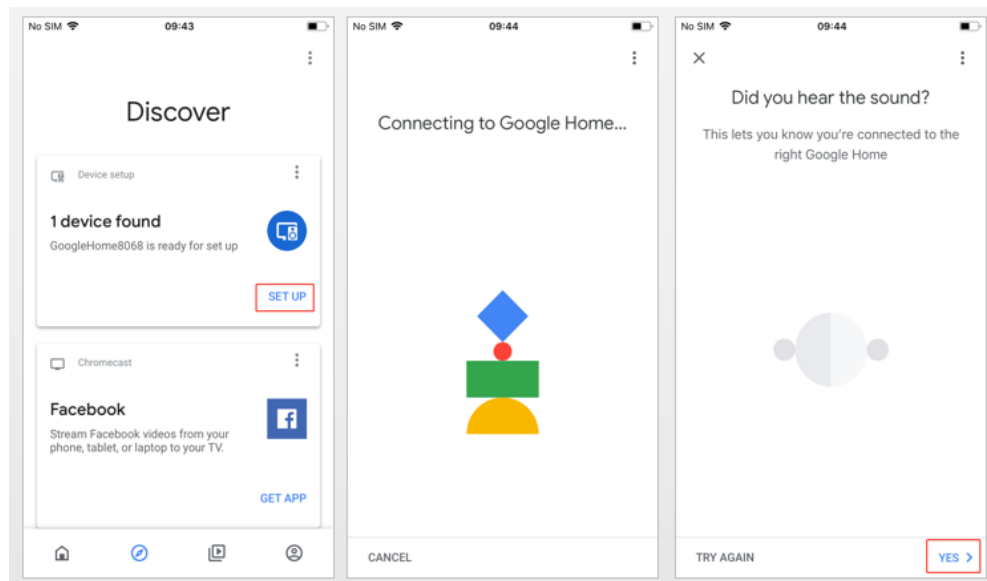 No SIM 09:43
Discover
Device setup
1 device found
GoogleHome8068 is ready for set up
SET UP
Chromecast
Facebook
Stream Facebook videos from your
phone, tablet, or laptop to your TV.
GET APP
No SIM 09:44
Connecting to Google Home...
CANCEL
No SIM 09:44
Did you hear the sound?
This lets you know you're connected to the
right Google Home
TRY AGAIN
YES